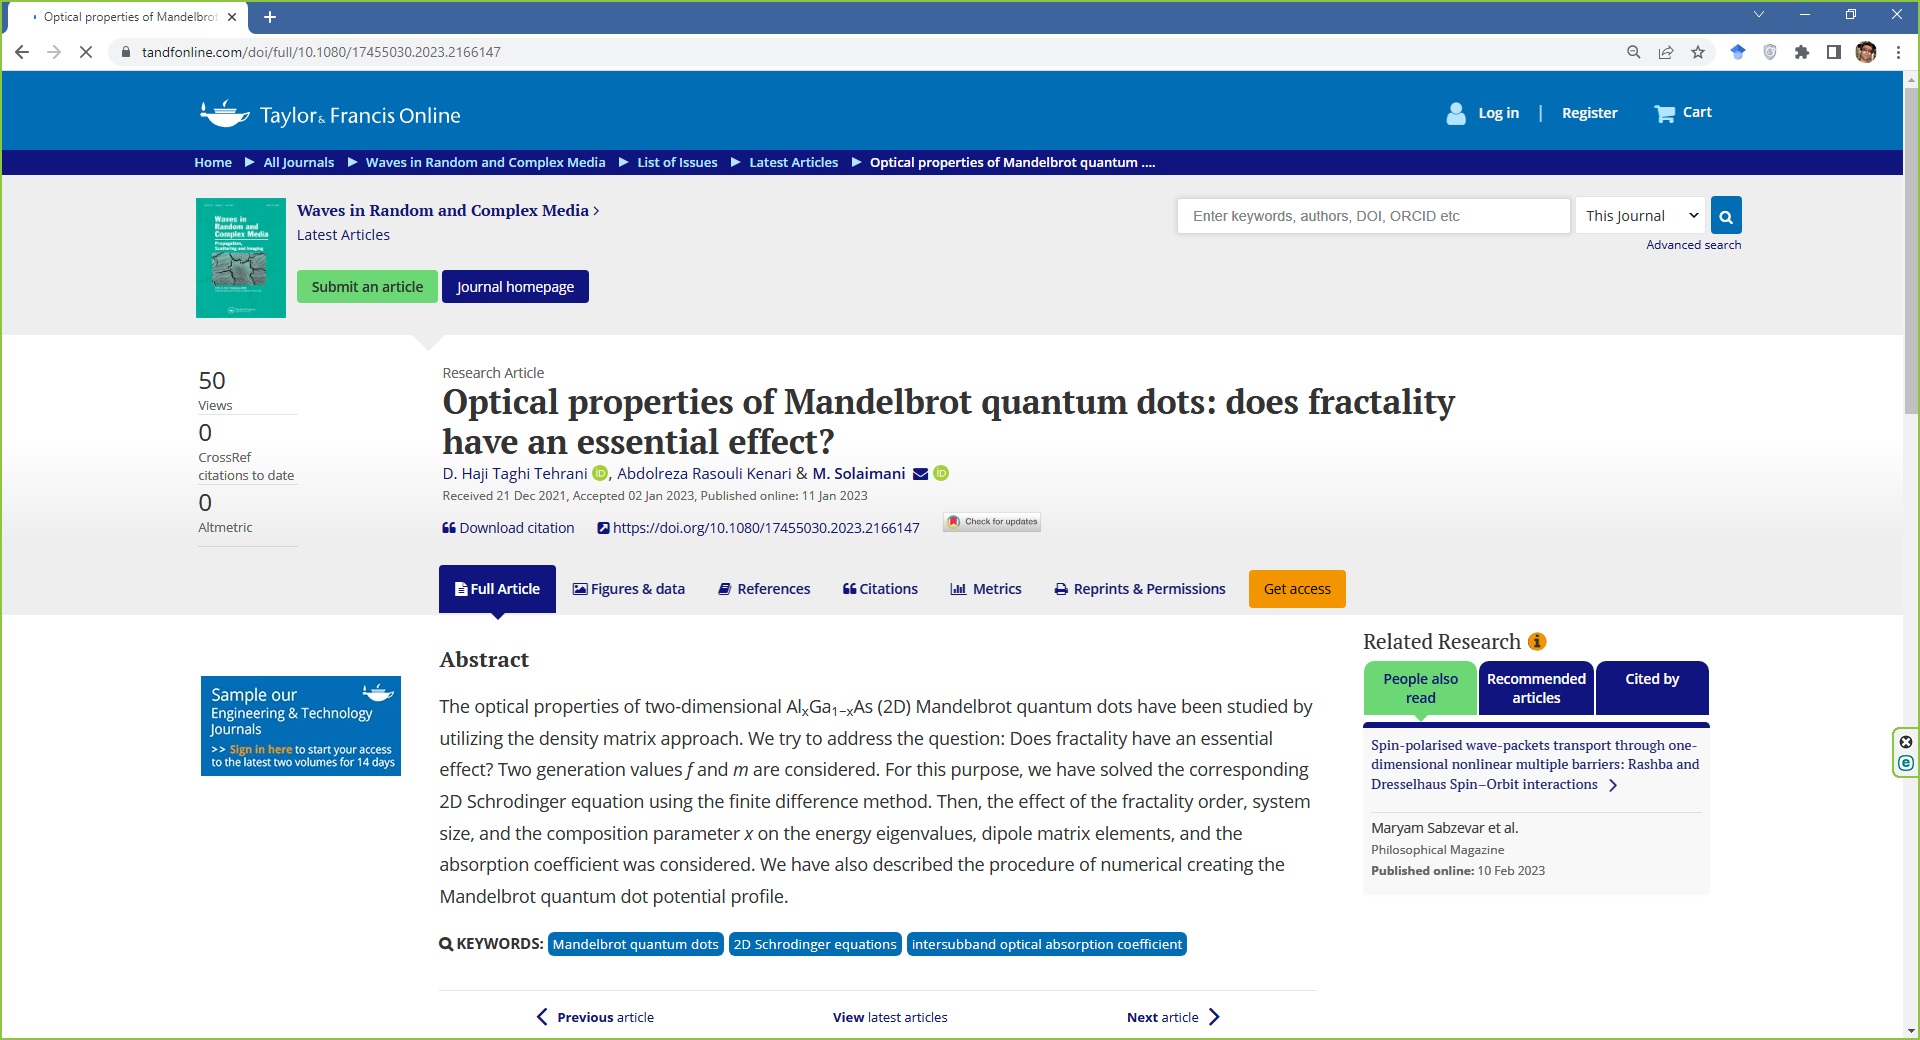 Optical properties of Mandelbrot
tandfonline.com/doi/full/10.1080/17455030.2023.2166147
Taylor & Francis Online
Log in | Register Cart
Home ▶ All Journals ▶ Waves in Random and Complex Media ▶ List of Issues ▶ Latest Articles ▶ Optical properties of Mandelbrot quantum ....
Waves in
Random and
Complex Media
Propagation,
Scattering and Imaging
Waves in Random and Complex Media >
Latest Articles
Submit an article Journal homepage
Enter keywords, authors, DOI, ORCID etc This Journal
Advanced search
50
Views
0
CrossRef
citations to date
0
Altmetric
Research Article
Optical properties of Mandelbrot quantum dots: does fractality
have an essential effect?
D. Haji Taghi Tehrani iD, Abdolreza Rasouli Kenari & M. Solaimani iD
Received 21 Dec 2021, Accepted 02 Jan 2023, Published online: 11 Jan 2023
Download citation https://doi.org/10.1080/17455030.2023.2166147 Check for updates
Full Article Figures & data References Citations Metrics Reprints & Permissions Get access
Sample our
Engineering & Technology
Journals
>> Sign in here to start your access
to the latest two volumes for 14 days
Abstract
The optical properties of two-dimensional AlxGa1−xAs (2D) Mandelbrot quantum dots have been studied by
utilizing the density matrix approach. We try to address the question: Does fractality have an essential
effect? Two generation values f and m are considered. For this purpose, we have solved the corresponding
2D Schrodinger equation using the finite difference method. Then, the effect of the fractality order, system
size, and the composition parameter x on the energy eigenvalues, dipole matrix elements, and the
absorption coefficient was considered. We have also described the procedure of numerical creating the
Mandelbrot quantum dot potential profile.
KEYWORDS: Mandelbrot quantum dots 2D Schrodinger equations intersubband optical absorption coefficient
Previous article View latest articles Next article
Related Research i
People also
read
Recommended
articles
Cited by
Spin-polarised wave-packets transport through one-
dimensional nonlinear multiple barriers: Rashba and
Dresselhaus Spin–Orbit interactions
Maryam Sabzevar et al.
Philosophical Magazine
Published online: 10 Feb 2023